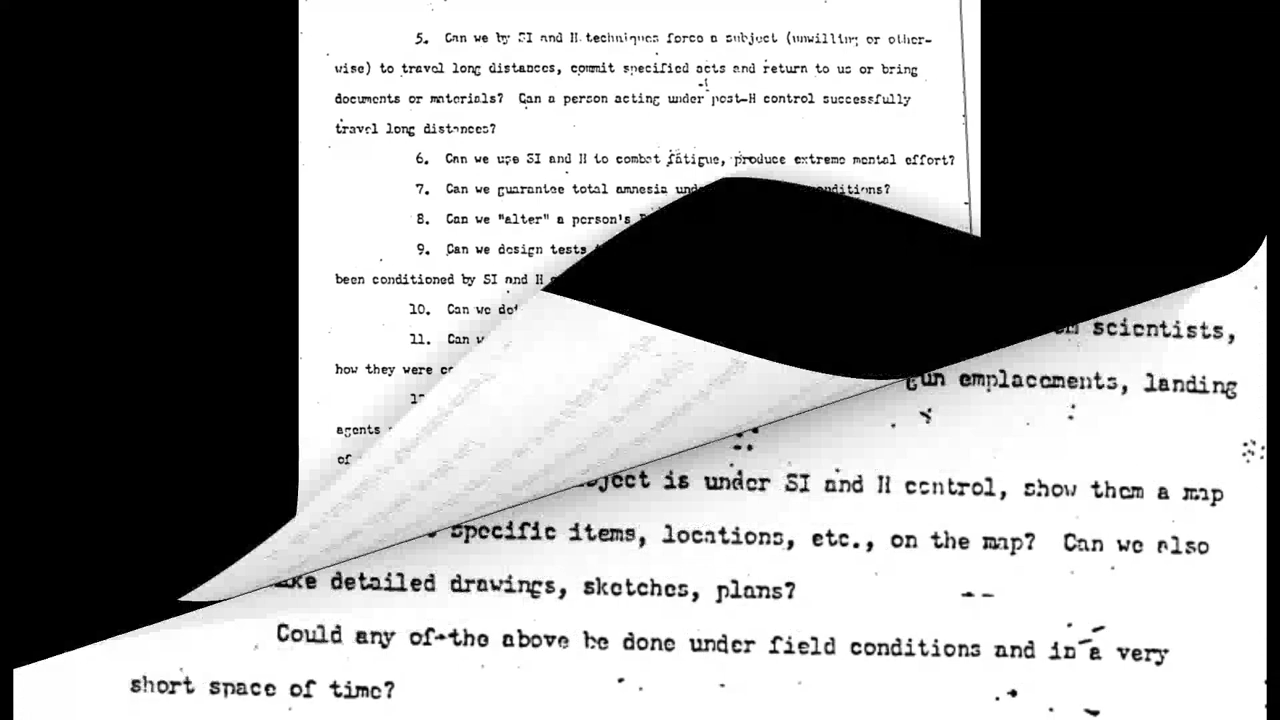 5. Can we by SI and H techniques force a subject (unwilling or other-
wise) to travel long distances, commit specified acts and return to us or bring
documents or materials? Can a person acting under post-H control successfully
travel long distances?
6. Can we use SI and H to combat fatigue, produce extreme mental effort?
7. Can we guarantee total amnesia
8. Can we "alter" a person's
9. Can we design tests
been conditioned by SI and H
10. Can we
11. Can
how they were
agents
of
scientists,
gun emplacements, landing
is under SI and H control, show them a map
specific items, locations, etc., on the map? Can we also
detailed drawings, sketches, plans?
Could any of the above be done under field conditions and in a very
short space of time?